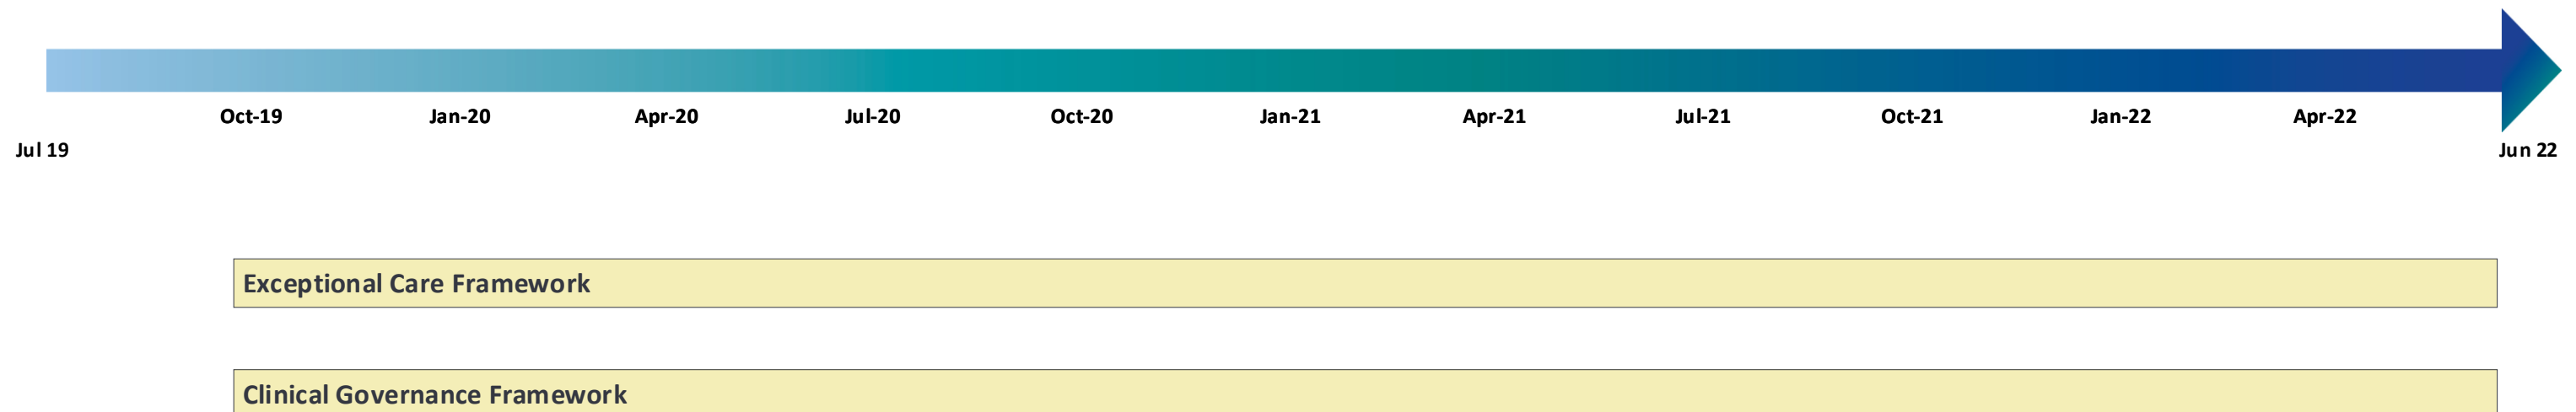 Oct-19 Jan-20 Apr-20 Jul-20 Oct-20 Jan-21 Apr-21 Jul-21 Oct-21 Jan-22 Apr-22
Jul 19 Jun 22
Exceptional Care Framework
Clinical Governance Framework